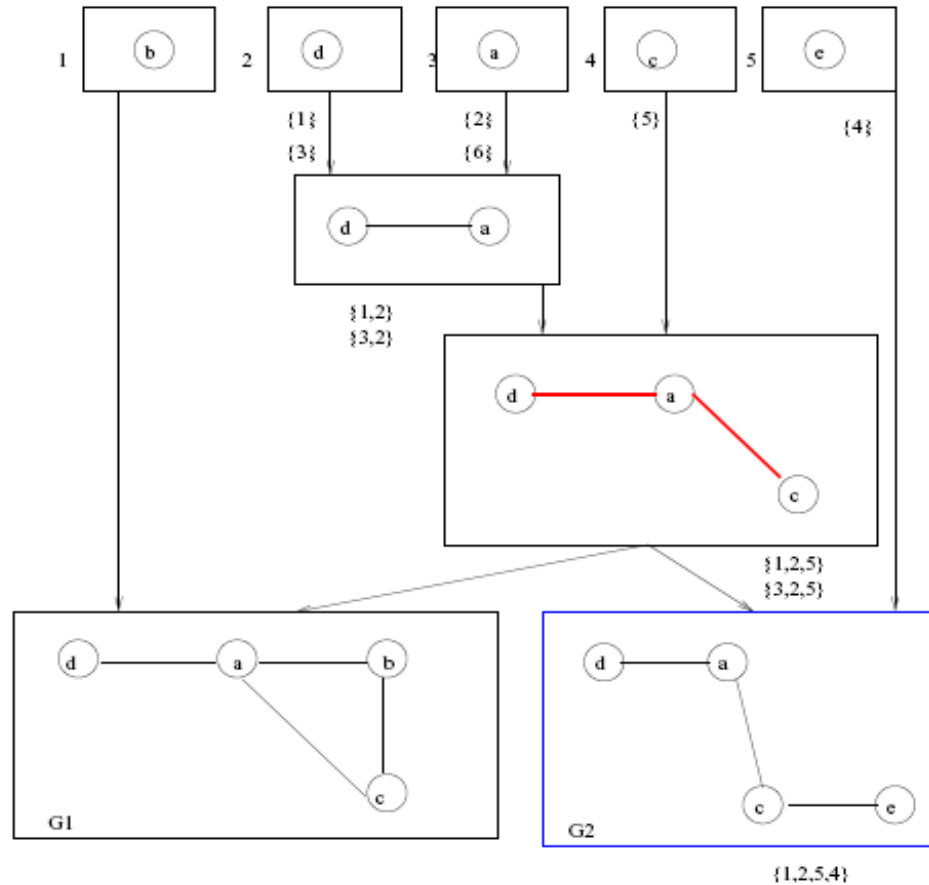 1 b 2 d 3 a 4 c 5 e
{1§ {2§ {5} {4§
{3§ {6§
d a
§1,2}
§3,2}
d a
c
§1,2,5}
§3,2,5}
d a b d a
c c e
G1 G2
{1,2,5,4}